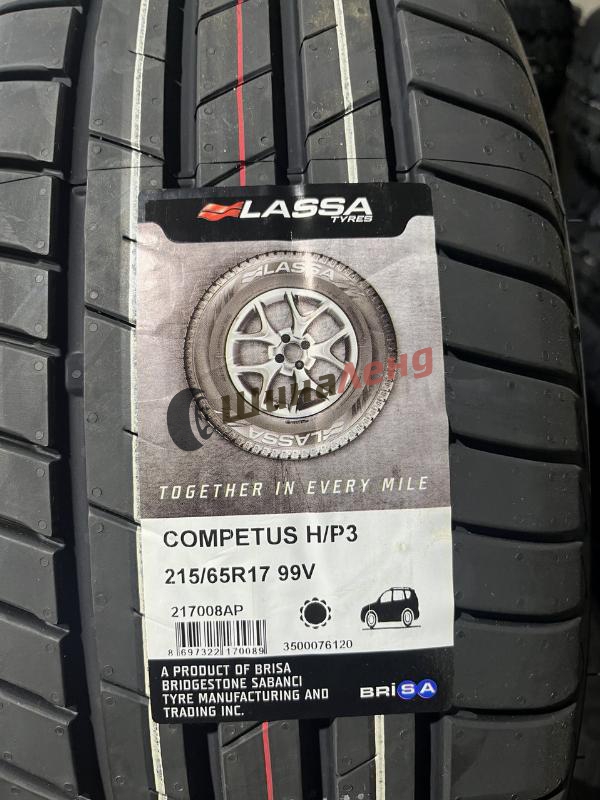 LASSA
TYRES
LASSA
ШинаЛенд
LASSA
TOGETHER IN EVERY MILE
COMPETUS H/P3
215/65R17 99V
217008AP
8 697322 170089
3500076120
A PRODUCT OF BRISA
BRIDGESTONE SABANCI
TYRE MANUFACTURING AND
TRADING INC.
BRiSA